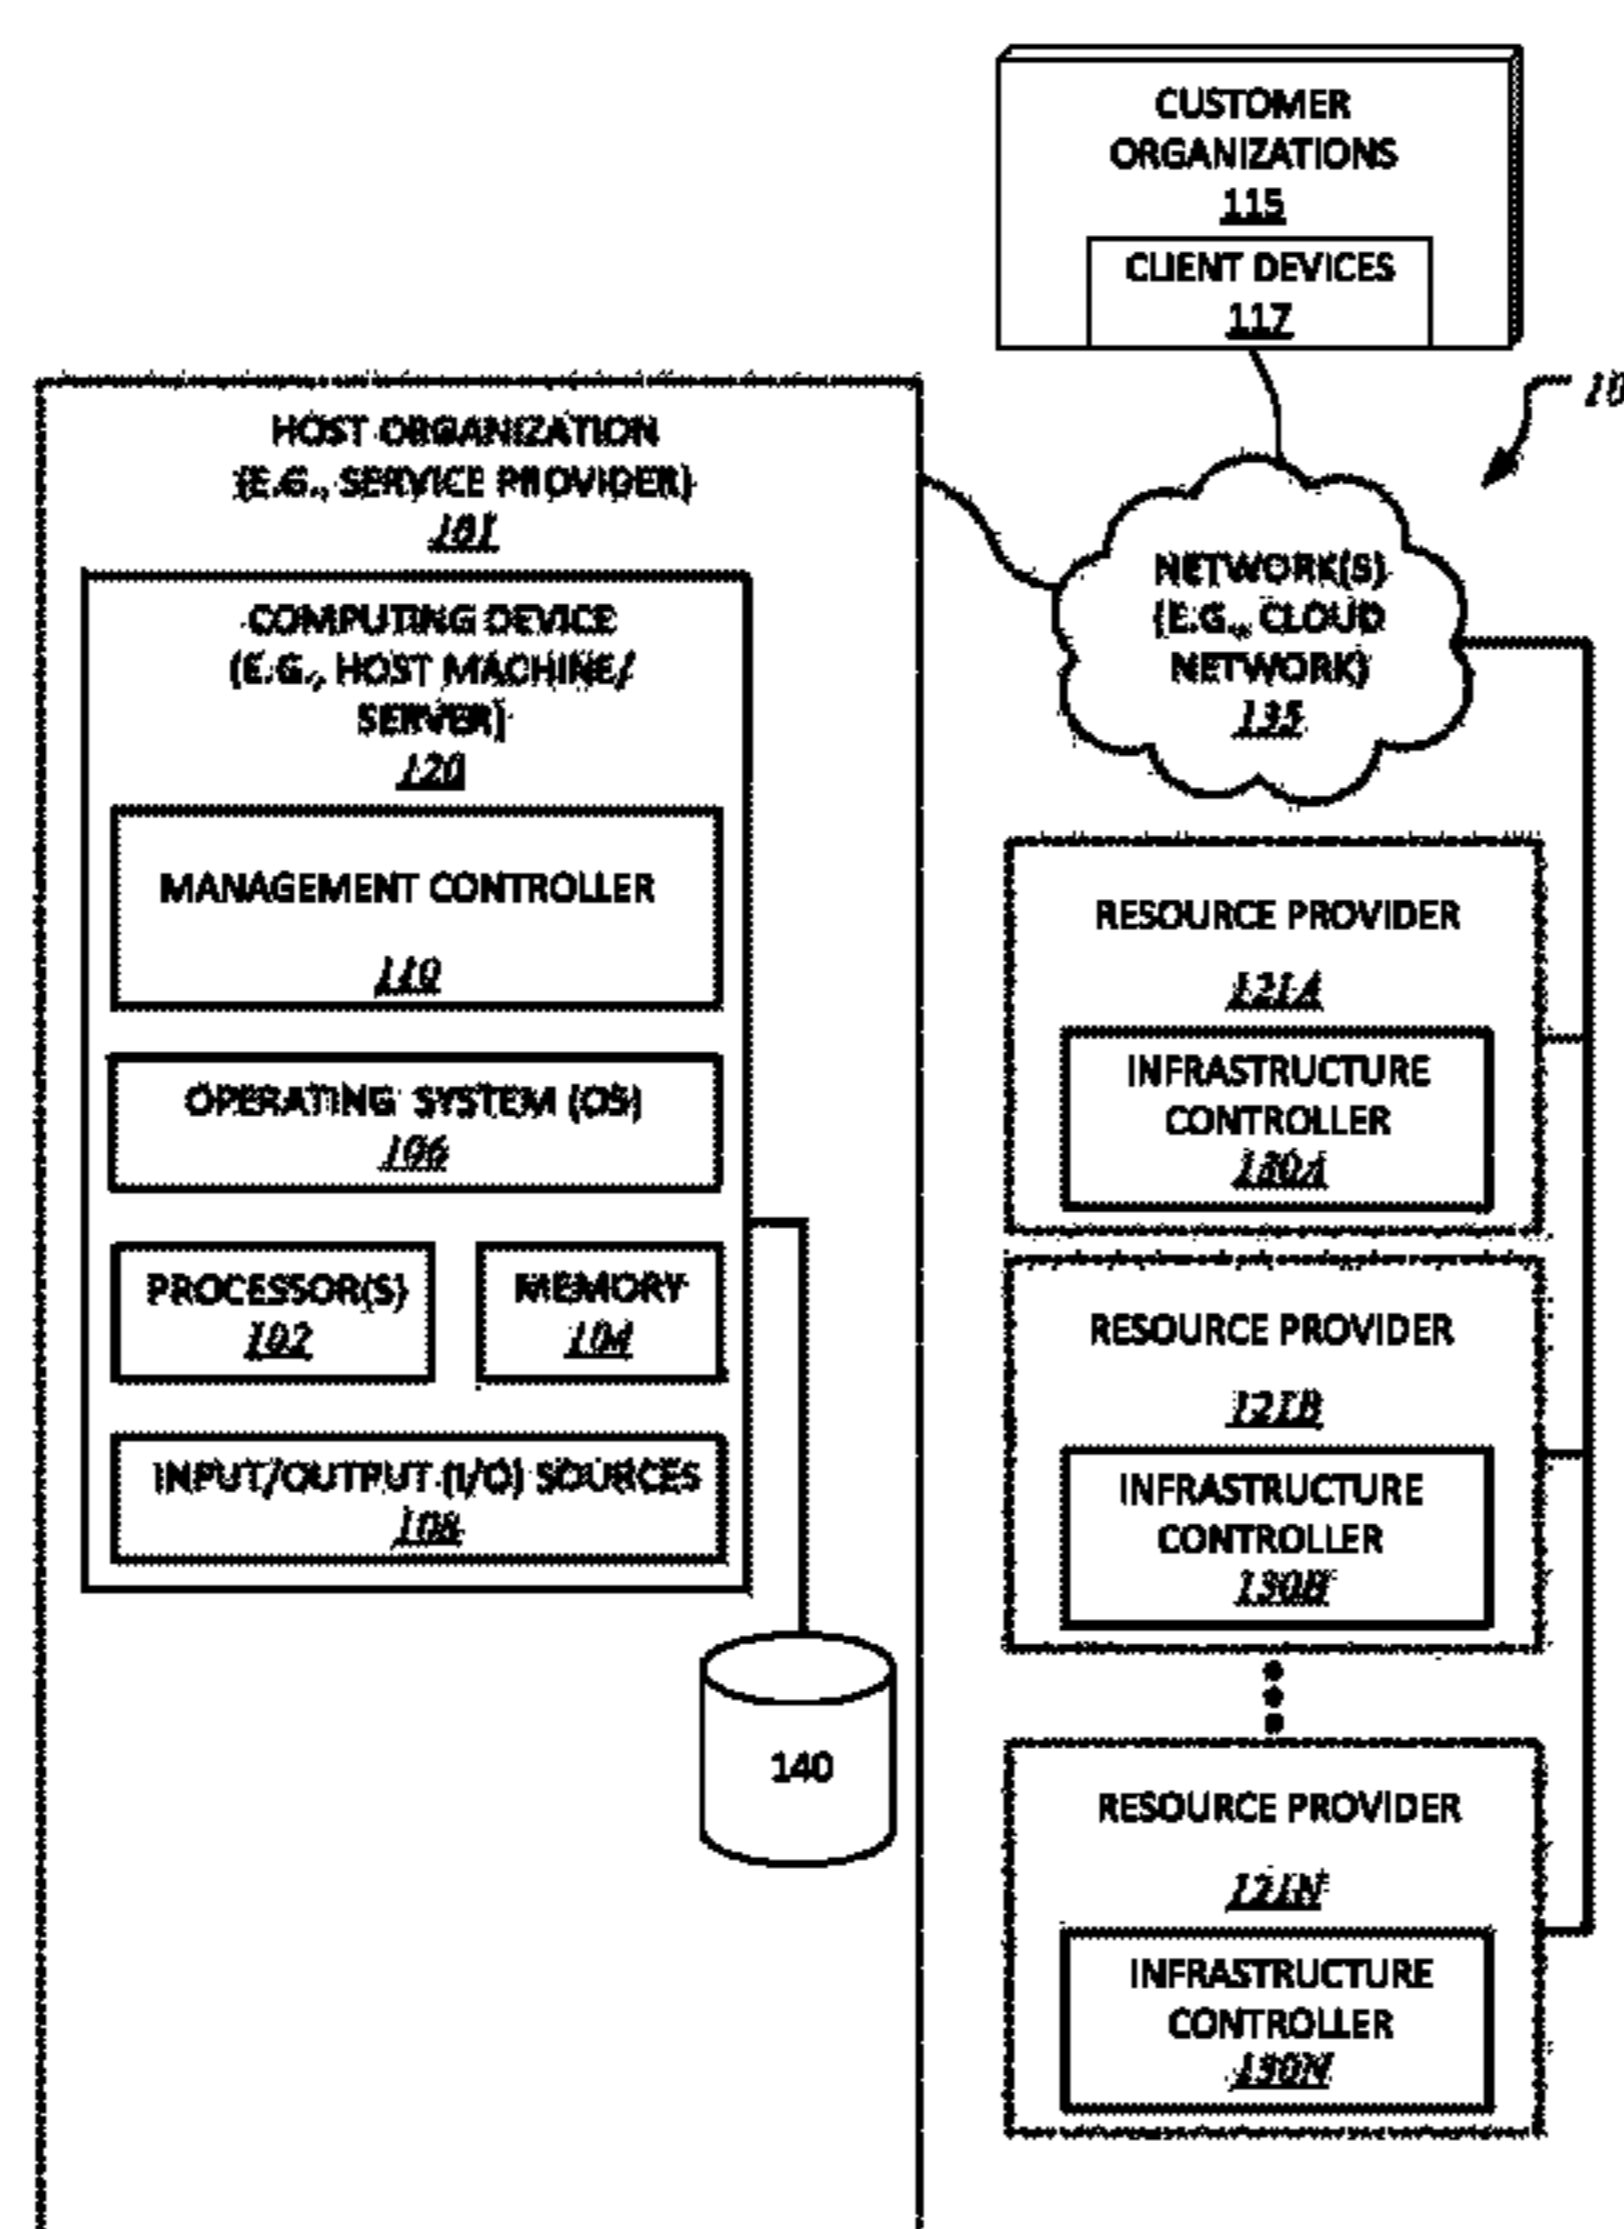 CUSTOMER
ORGANIZATIONS
115
CLIENT DEVICES
117
10
HOST ORGANIZATION
(E.G., SERVICE PROVIDER)
101
COMPUTING DEVICE
(E.G., HOST MACHINE/
SERVER)
120
MANAGEMENT CONTROLLER
110
OPERATING SYSTEM (OS)
106
PROCESSOR(S)
102
MEMORY
104
INPUT/OUTPUT (I/O) SOURCES
108
140
NETWORK(S)
(E.G., CLOUD
NETWORK)
135
RESOURCE PROVIDER
121A
INFRASTRUCTURE
CONTROLLER
130A
RESOURCE PROVIDER
121B
INFRASTRUCTURE
CONTROLLER
130B
RESOURCE PROVIDER
121N
INFRASTRUCTURE
CONTROLLER
130N